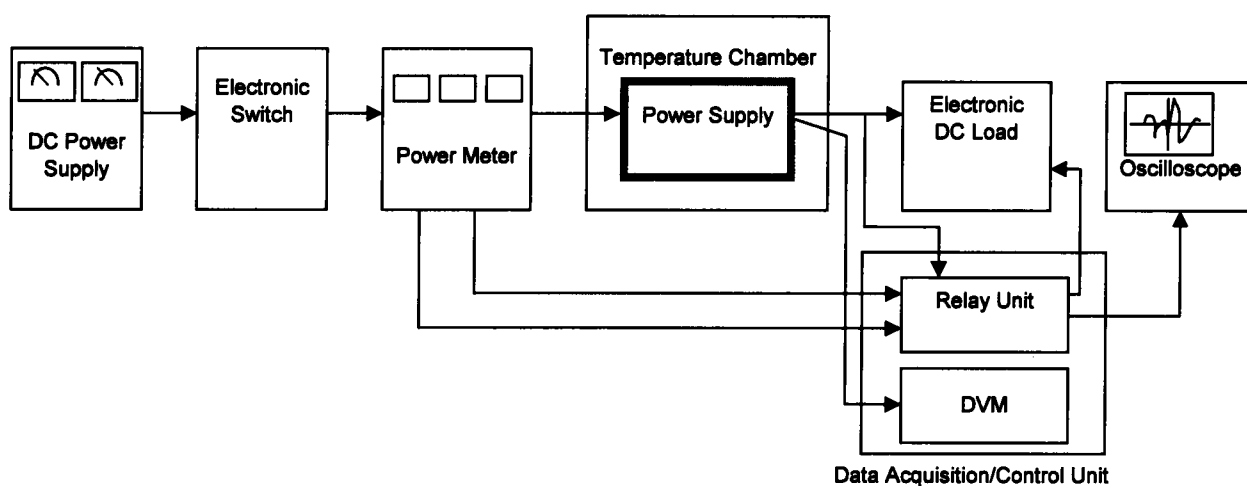 DC Power
Supply
Electronic
Switch
Power Meter
Temperature Chamber
Power Supply
Electronic
DC Load
Oscilloscope
Relay Unit
DVM
Data Acquisition/Control Unit